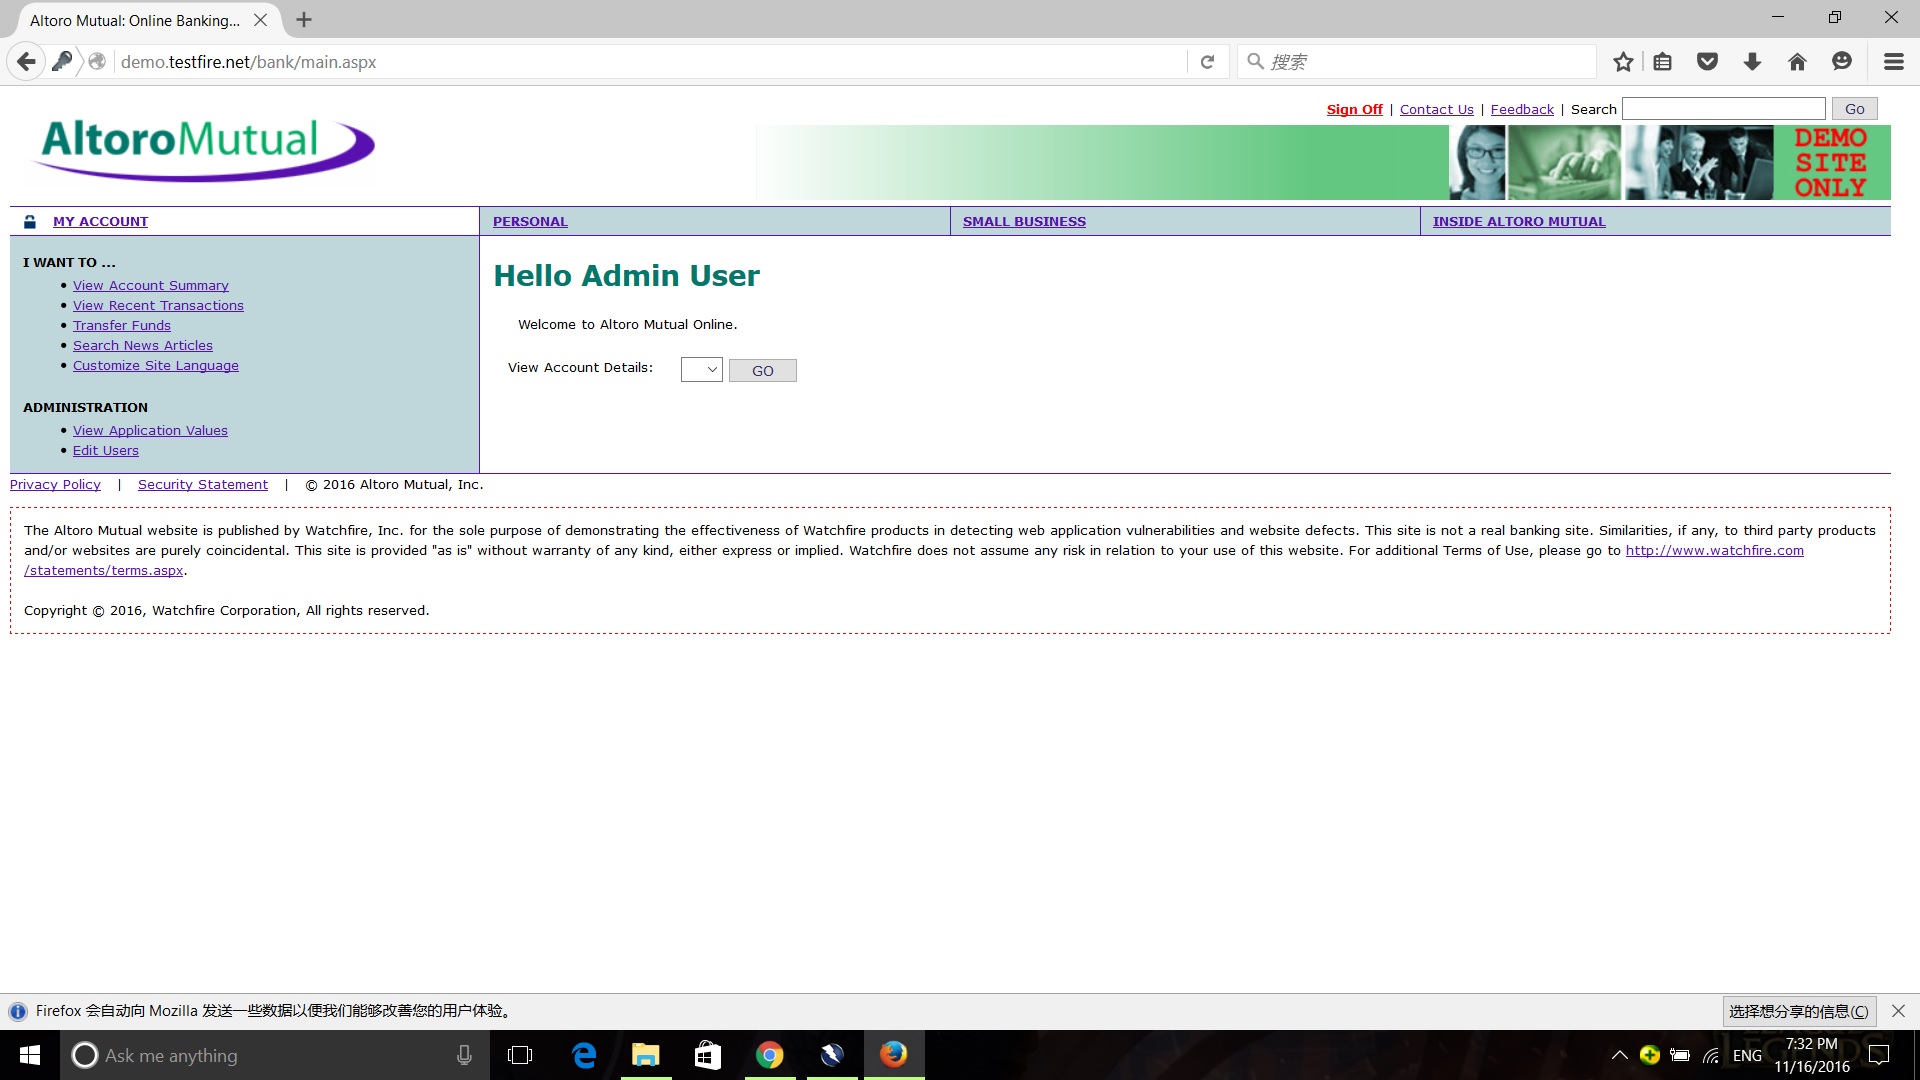 Altoro Mutual: Online Banking...
demo.testfire.net/bank/main.aspx
搜索
Sign Off | Contact Us | Feedback | Search Go
AltoroMutual
DEMO
SITE
ONLY
MY ACCOUNT
PERSONAL
SMALL BUSINESS
INSIDE ALTORO MUTUAL
I WANT TO ...
View Account Summary
View Recent Transactions
Transfer Funds
Search News Articles
Customize Site Language
ADMINISTRATION
View Application Values
Edit Users
Hello Admin User
Welcome to Altoro Mutual Online.
View Account Details: GO
Privacy Policy | Security Statement | © 2016 Altoro Mutual, Inc.
The Altoro Mutual website is published by Watchfire, Inc. for the sole purpose of demonstrating the effectiveness of Watchfire products in detecting web application vulnerabilities and website defects. This site is not a real banking site. Similarities, if any, to third party products
and/or websites are purely coincidental. This site is provided "as is" without warranty of any kind, either express or implied. Watchfire does not assume any risk in relation to your use of this website. For additional Terms of Use, please go to http://www.watchfire.com
/statements/terms.aspx.
Copyright © 2016, Watchfire Corporation, All rights reserved.
Firefox 会自动向 Mozilla 发送一些数据以便我们能够改善您的用户体验。
选择想分享的信息(C)
Ask me anything
ENG
7:32 PM
11/16/2016